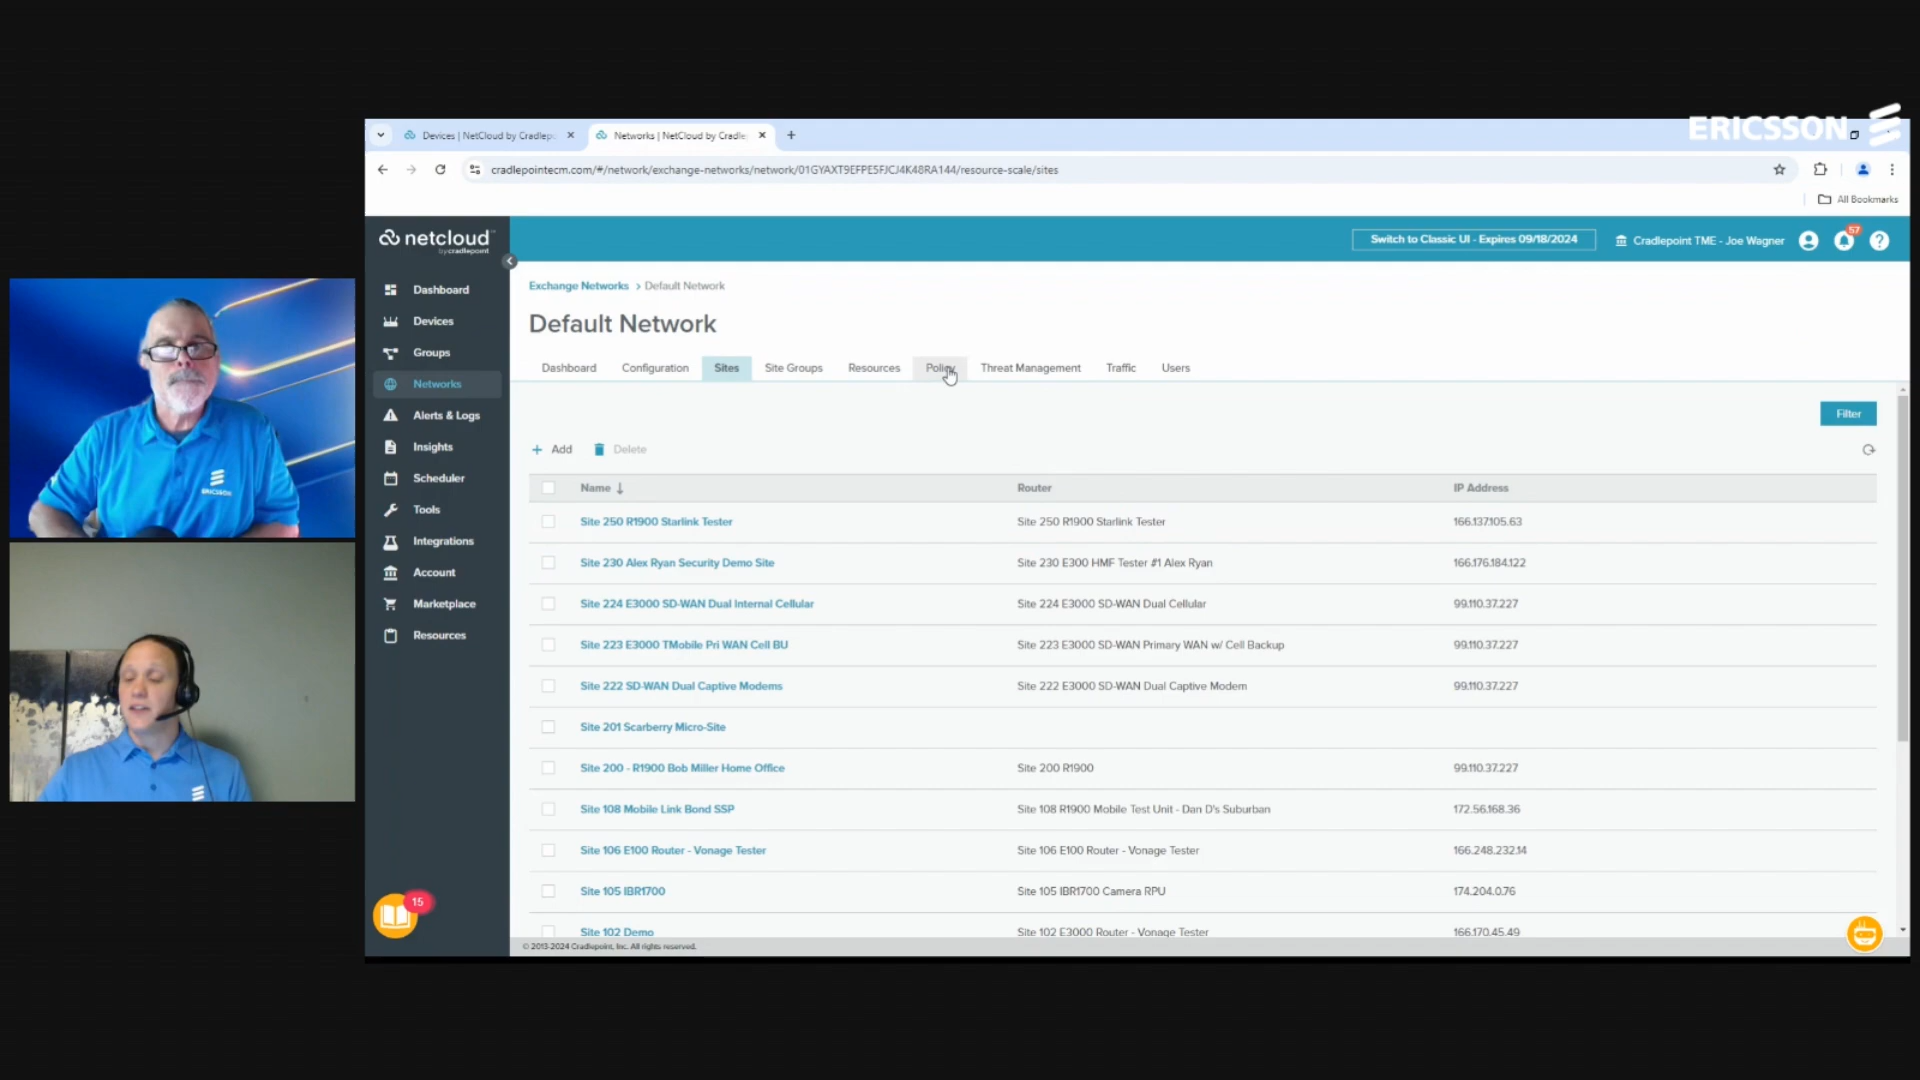 ERICSSON
Devices | NetCloud by Cradlepo
Networks | NetCloud by Cradle
cradlepointecm.com/#/network/exchange-networks/network/01GYAXT9EFPE5FJCJ4K48RA144/resource-scale/sites
All Bookmarks
netcloud
by cradlepoint
Switch to Classic UI - Expires 09/18/2024
Cradlepoint TME - Joe Wagner
57
Dashboard
Devices
Groups
Networks
Alerts & Logs
Insights
Scheduler
Tools
Integrations
Account
Marketplace
Resources
15
Exchange Networks > Default Network
Default Network
Dashboard Configuration Sites Site Groups Resources Policy Threat Management Traffic Users
Filter
+ Add Delete
Name ↓ Router IP Address
Site 250 R1900 Starlink Tester Site 250 R1900 Starlink Tester 166.137.105.63
Site 230 Alex Ryan Security Demo Site Site 230 E300 HMF Tester #1 Alex Ryan 166.176.184.122
Site 224 E3000 SD-WAN Dual Internal Cellular Site 224 E3000 SD-WAN Dual Cellular 99.110.37.227
Site 223 E3000 TMobile Pri WAN Cell BU Site 223 E3000 SD-WAN Primary WAN w/ Cell Backup 99.110.37.227
Site 222 SD-WAN Dual Captive Modems Site 222 E3000 SD-WAN Dual Captive Modem 99.110.37.227
Site 201 Scarberry Micro-Site
Site 200 - R1900 Bob Miller Home Office Site 200 R1900 99.110.37.227
Site 108 Mobile Link Bond SSP Site 108 R1900 Mobile Test Unit - Dan D's Suburban 172.56.168.36
Site 106 E100 Router - Vonage Tester Site 106 E100 Router - Vonage Tester 166.248.232.14
Site 105 IBR1700 Site 105 IBR1700 Camera RPU 174.204.0.76
Site 102 Demo Site 102 E3000 Router - Vonage Tester 166.170.45.49
© 2013-2024 Cradlepoint, Inc. All rights reserved.
ERICSSON